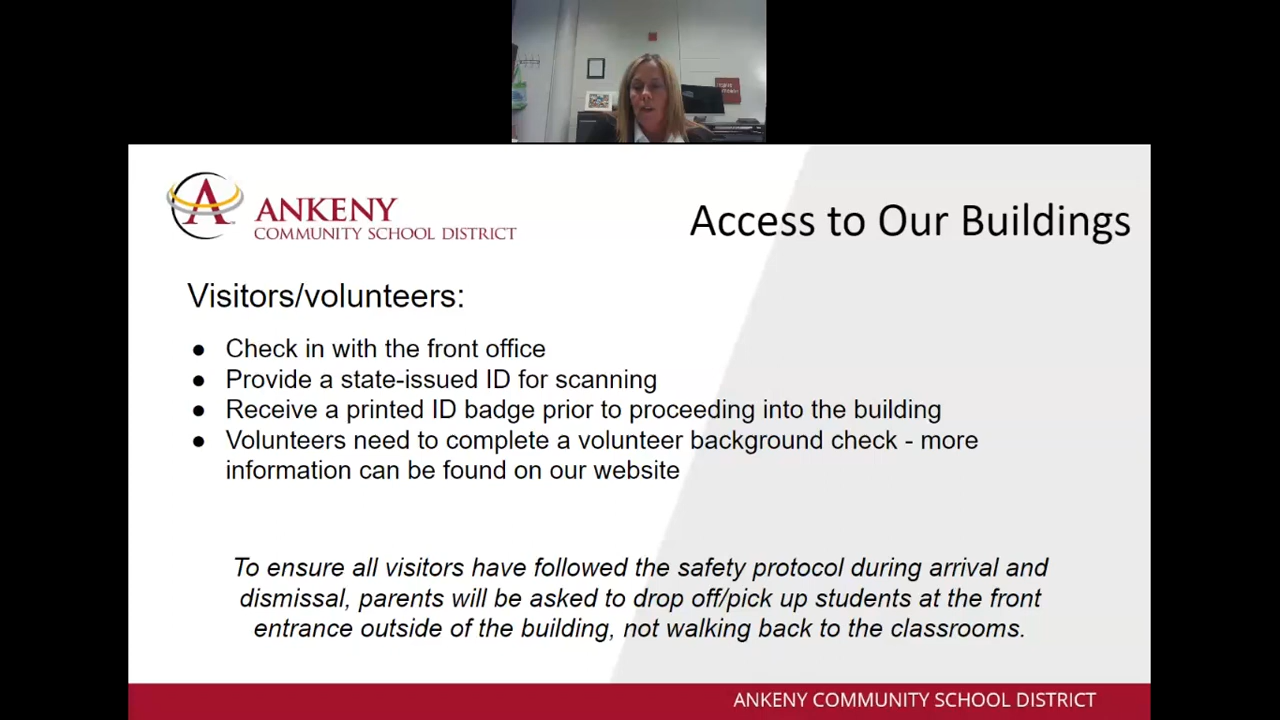 ANKENY
COMMUNITY SCHOOL DISTRICT
Access to Our Buildings
Visitors/volunteers:
● Check in with the front office
● Provide a state-issued ID for scanning
● Receive a printed ID badge prior to proceeding into the building
● Volunteers need to complete a volunteer background check - more
information can be found on our website
To ensure all visitors have followed the safety protocol during arrival and
dismissal, parents will be asked to drop off/pick up students at the front
entrance outside of the building, not walking back to the classrooms.
ANKENY COMMUNITY SCHOOL DISTRICT